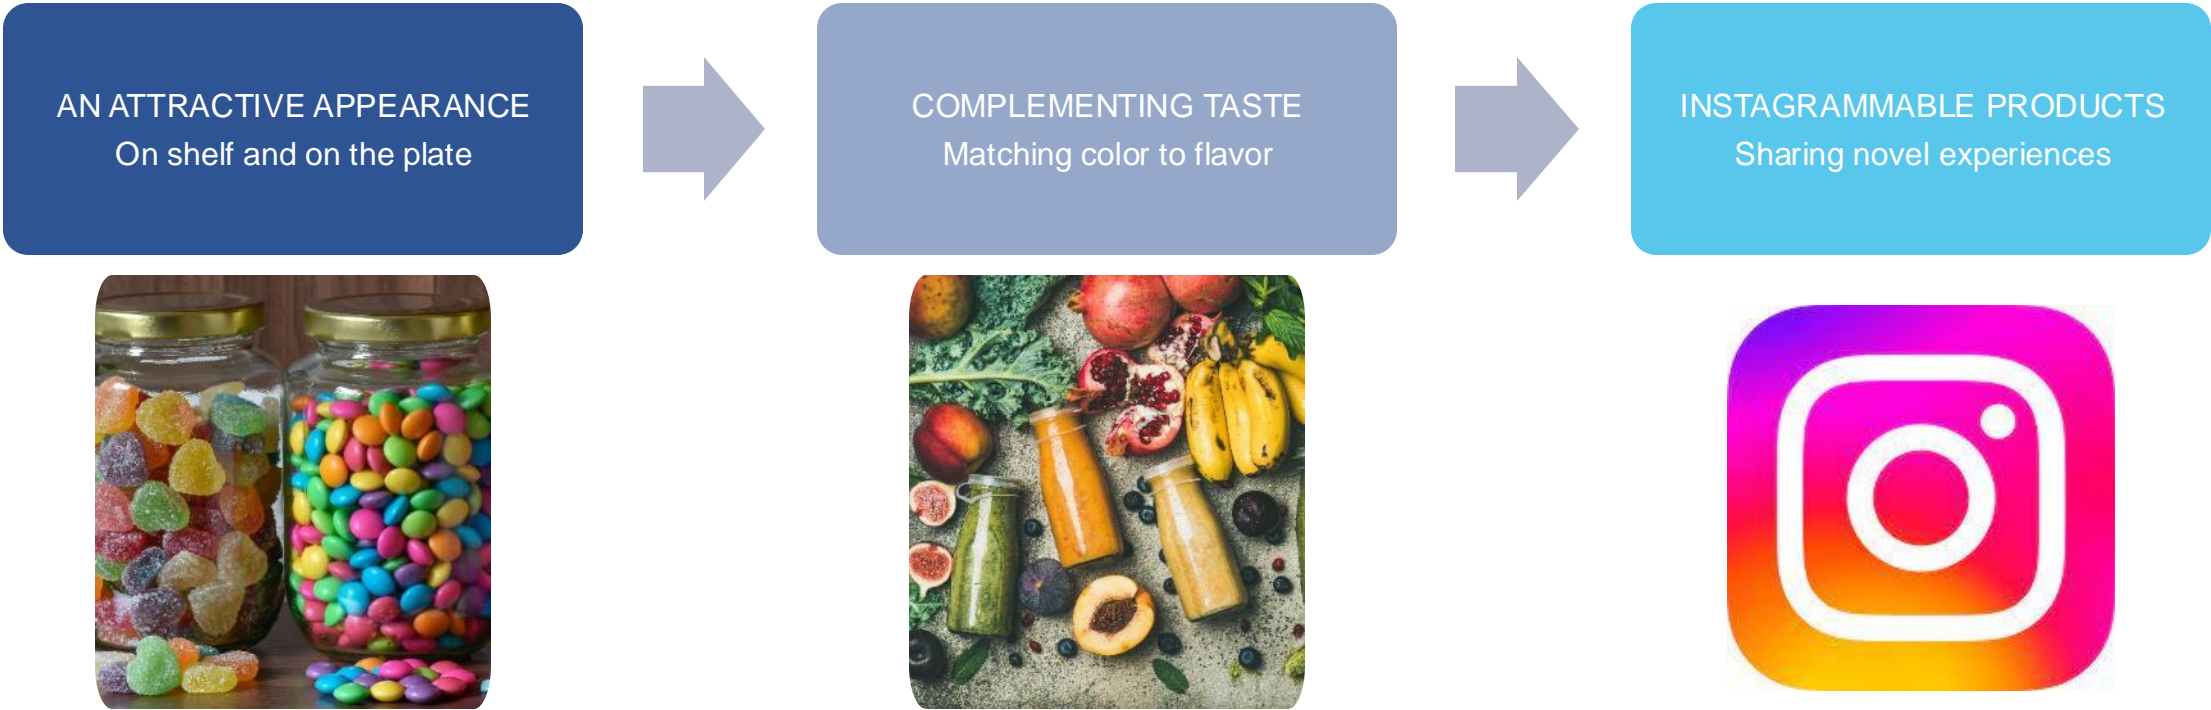 AN ATTRACTIVE APPEARANCE
On shelf and on the plate
COMPLEMENTING TASTE
Matching color to flavor
INSTAGRAMMABLE PRODUCTS
Sharing novel experiences